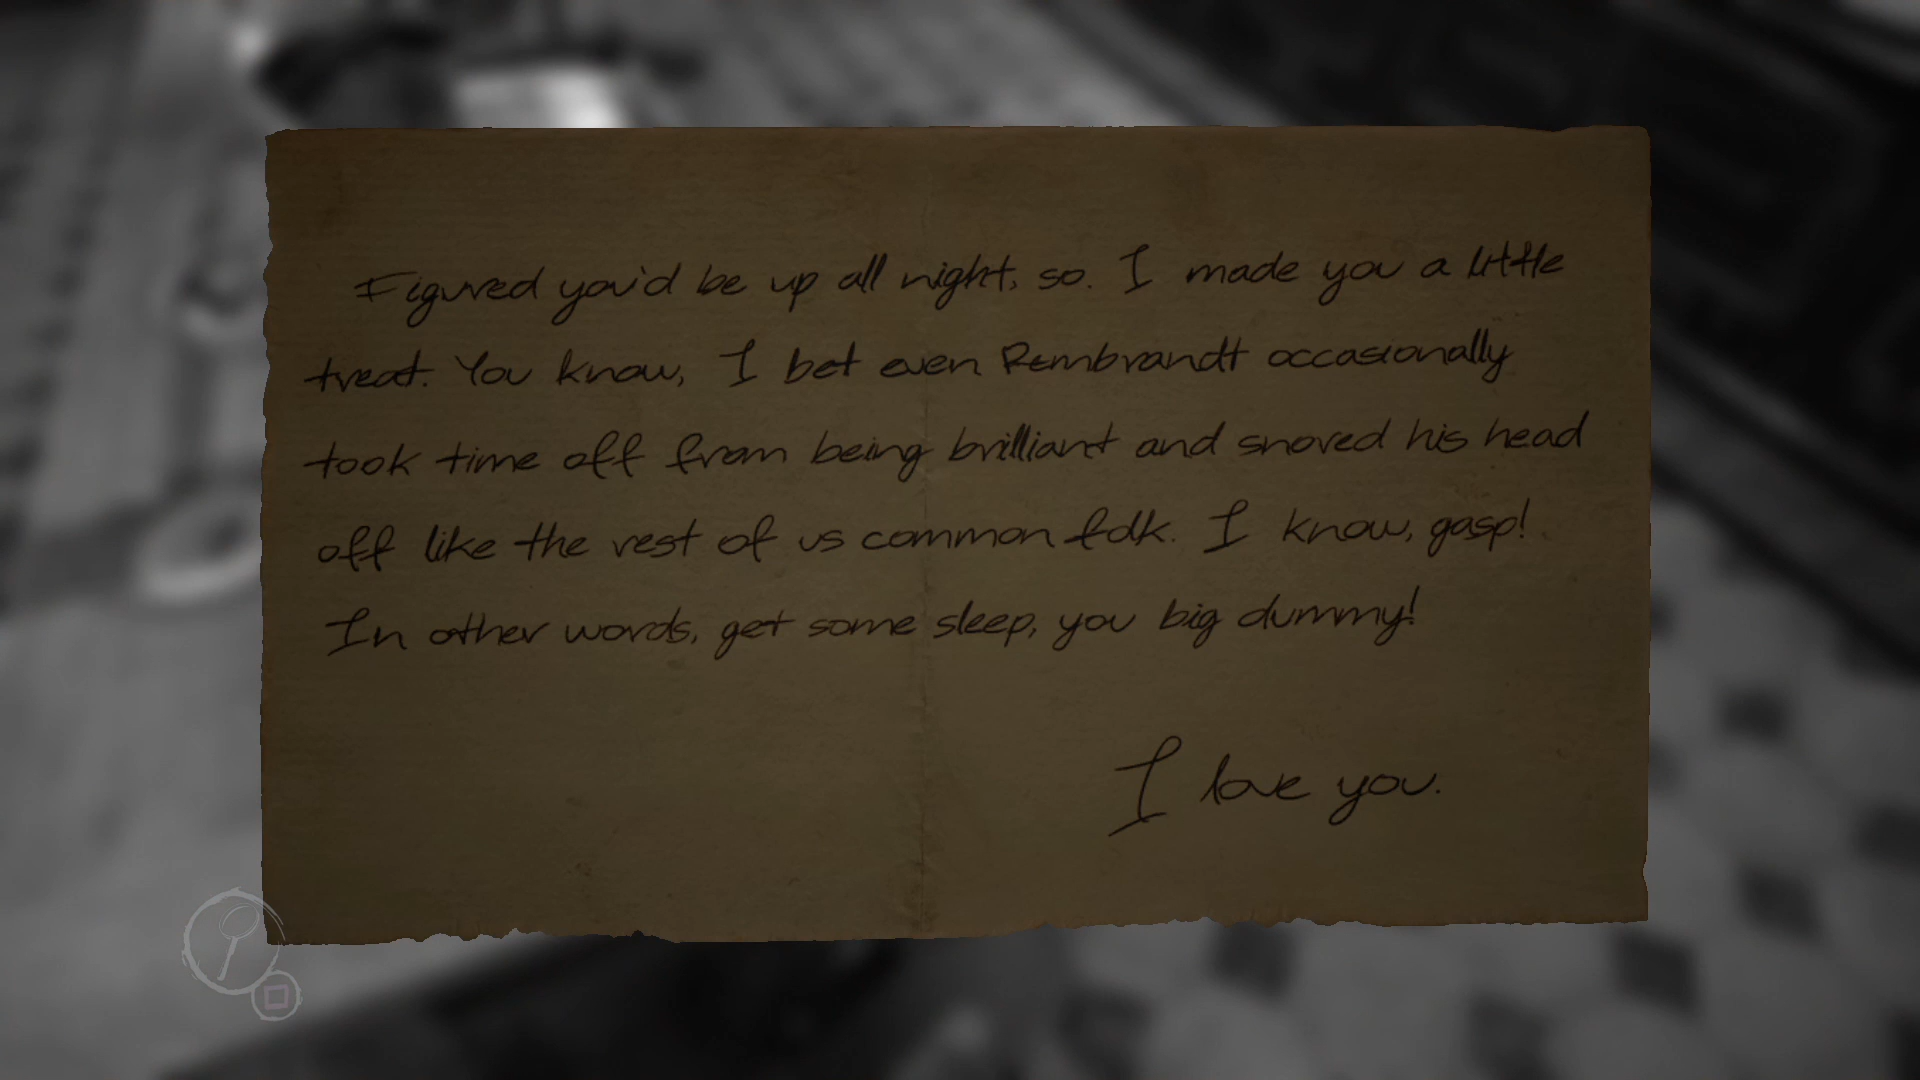 Figured you'd be up all night, so. I made you a little
treat. You know, I bet even Rembrandt occasionally
took time off from being brilliant and snored his head
off like the rest of us common folk. I know, gasp!
In other words, get some sleep, you big dummy!
I love you.